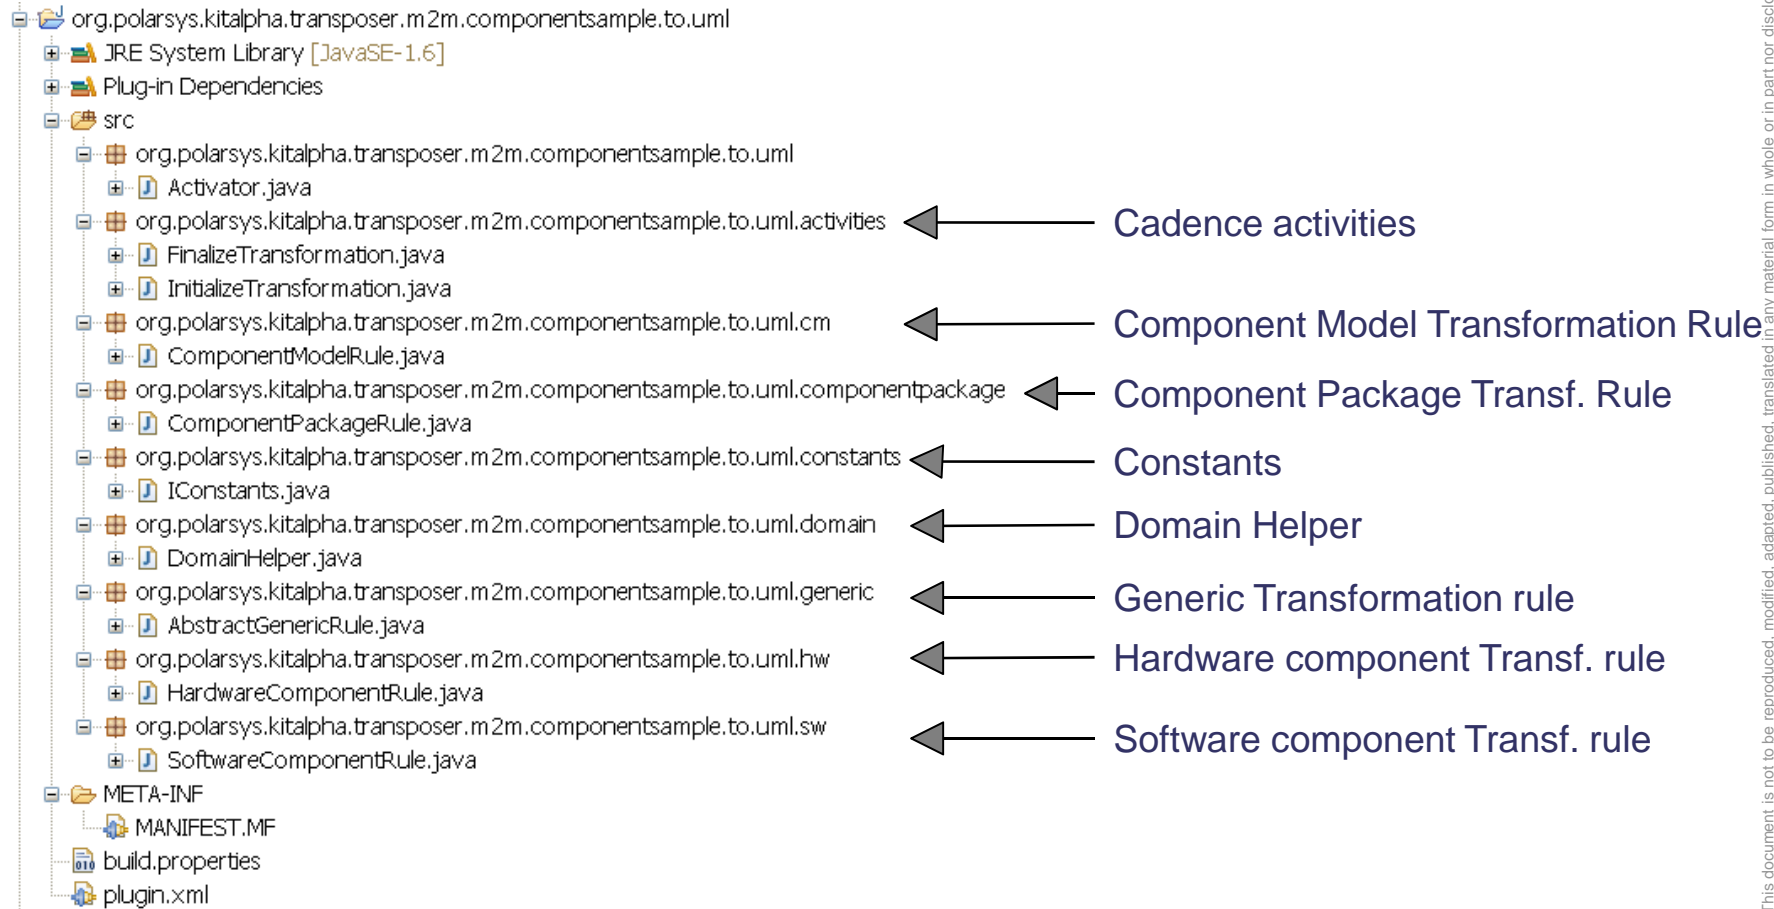 org.polarsys.kitalpha.transposer.m2m.componentsample.to.uml
JRE System Library [JavaSE-1.6]
Plug-in Dependencies
src
org.polarsys.kitalpha.transposer.m2m.componentsample.to.uml
Activator.java
org.polarsys.kitalpha.transposer.m2m.componentsample.to.uml.activities
Cadence activities
FinalizeTransformation.java
InitializeTransformation.java
org.polarsys.kitalpha.transposer.m2m.componentsample.to.uml.cm
Component Model Transformation Rule
ComponentModelRule.java
org.polarsys.kitalpha.transposer.m2m.componentsample.to.uml.componentpackage
Component Package Transf. Rule
ComponentPackageRule.java
org.polarsys.kitalpha.transposer.m2m.componentsample.to.uml.constants
Constants
IConstants.java
org.polarsys.kitalpha.transposer.m2m.componentsample.to.uml.domain
Domain Helper
DomainHelper.java
org.polarsys.kitalpha.transposer.m2m.componentsample.to.uml.generic
Generic Transformation rule
AbstractGenericRule.java
org.polarsys.kitalpha.transposer.m2m.componentsample.to.uml.hw
Hardware component Transf. rule
HardwareComponentRule.java
org.polarsys.kitalpha.transposer.m2m.componentsample.to.uml.sw
Software component Transf. rule
SoftwareComponentRule.java
META-INF
MANIFEST.MF
build.properties
plugin.xml
This document is not to be reproduced, modified, adapted, published, translated in any material form in whole or in part nor